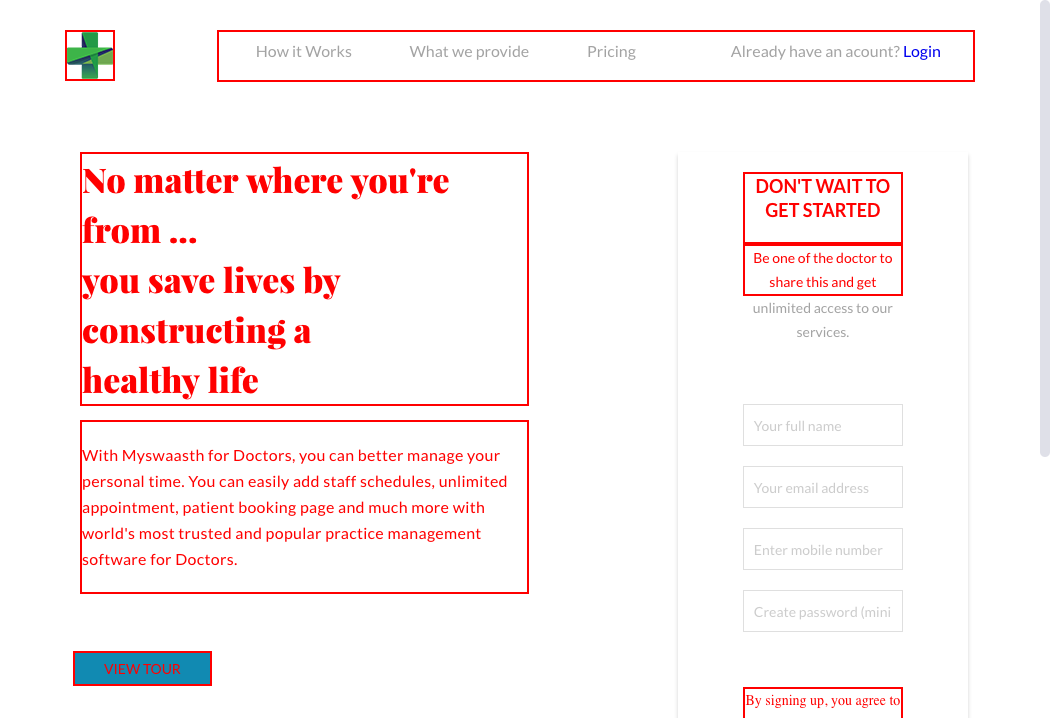 How it Works What we provide Pricing Already have an acount? Login
No matter where you're
from ...
you save lives by
constructing a
healthy life
With Myswaasth for Doctors, you can better manage your
personal time. You can easily add staff schedules, unlimited
appointment, patient booking page and much more with
world's most trusted and popular practice management
software for Doctors.
VIEW TOUR
DON'T WAIT TO
GET STARTED
Be one of the doctor to
share this and get
unlimited access to our
services.
Your full name
Your email address
Enter mobile number
Create password (mini
By signing up, you agree to